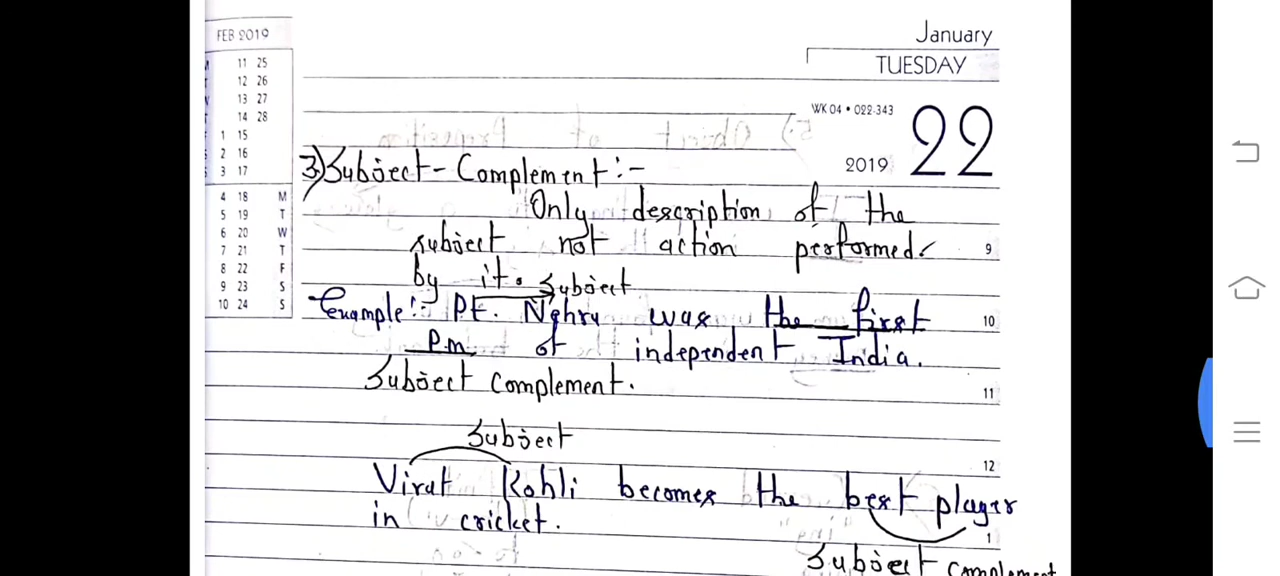 FEB 2019
11 25
12 26
13 27
14 28
1 15
2 16
3 17
4 18 M
5 19 T
6 20 W
7 21 T
8 22 F
9 23 S
10 24 S
January
TUESDAY
WK 04 • 022-343
22
2019
3) Subject - Complement :-
Only description of the
subject not action performed
9
by it.
Subject
Example:- Pt. Nehru was the first
10
P.m of independent India.
Subject complement.
11
Subject
12
Virat Kohli becomes the best player
in cricket.
1
Subject complement